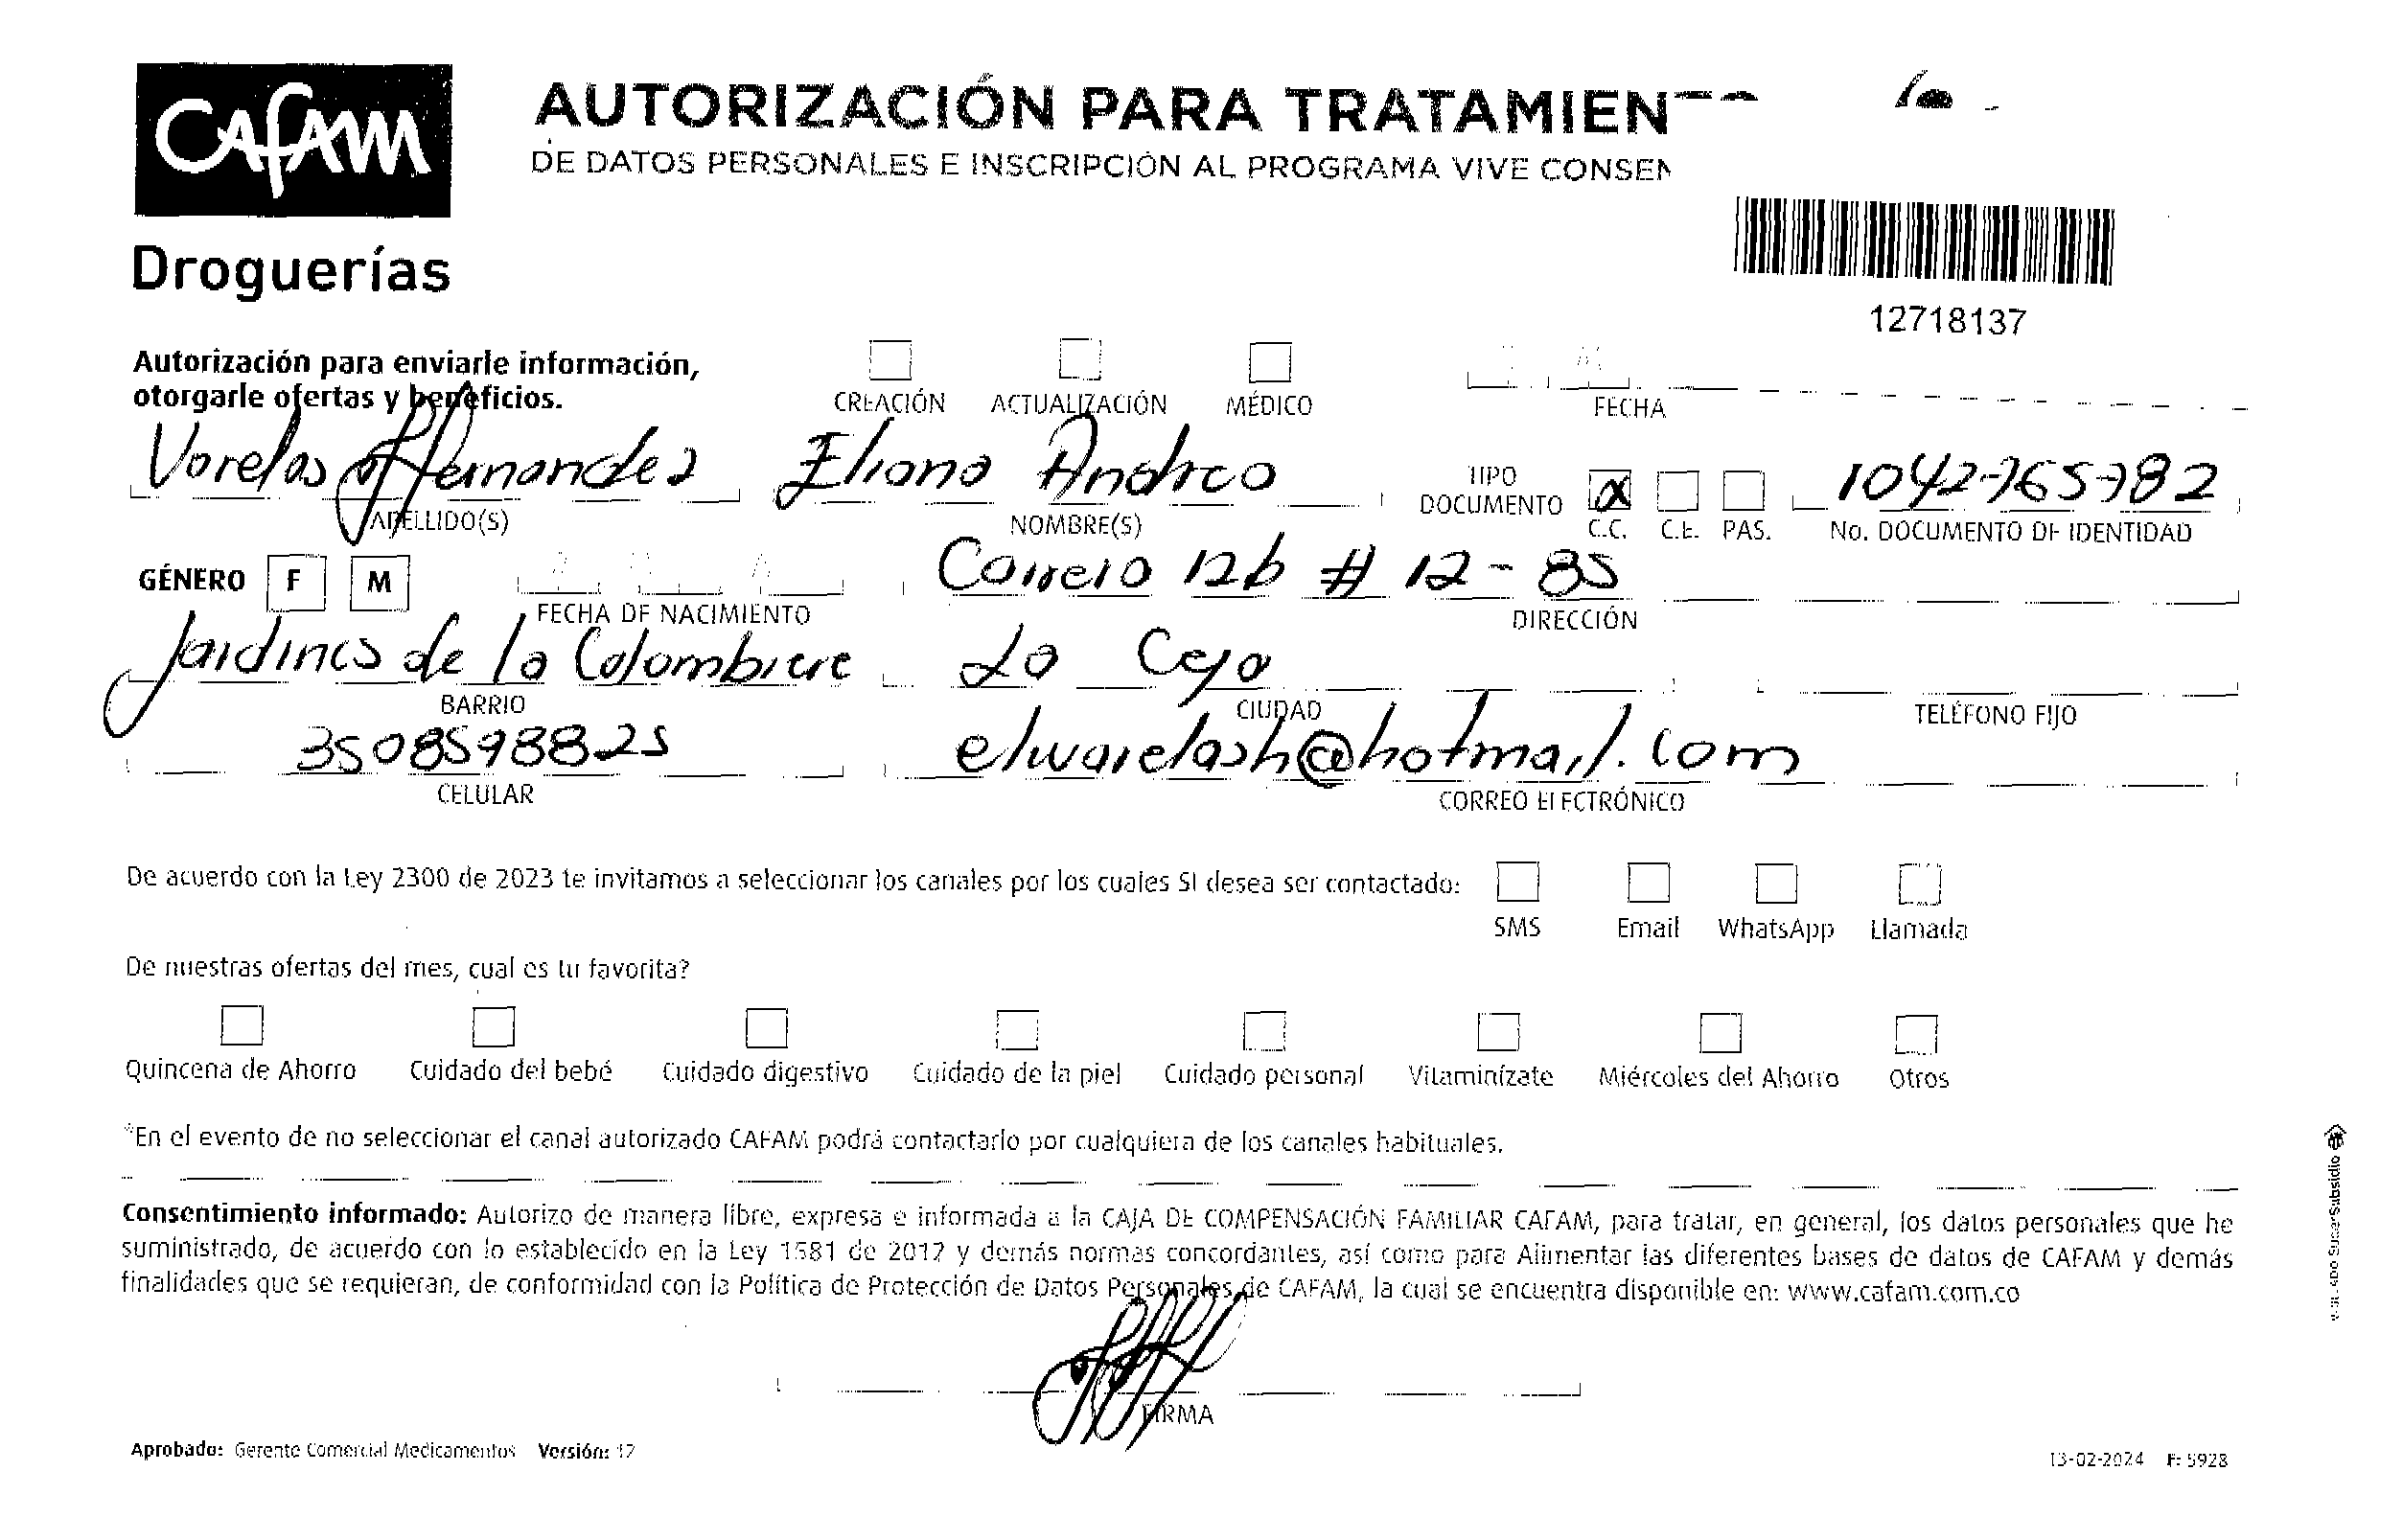 CAFAM
AUTORIZACIÓN PARA TRATAMIEN
DE DATOS PERSONALES E INSCRIPCIÓN AL PROGRAMA VIVE CONSEN
Droguerías
12718137
Autorización para enviarle información,
otorgarle ofertas y beneficios.
CREACIÓN ACTUALIZACIÓN MÉDICO FECHA
Varelas Hernandez Eliana Andrea TIPO DOCUMENTO X 1042765782
APELLIDO(S) NOMBRE(S) C.C. C.E. PAS. No. DOCUMENTO DE IDENTIDAD
GÉNERO F M Carrera 12b # 12-85
FECHA DE NACIMIENTO DIRECCIÓN
Jardines de la Colombiere La Ceja
BARRIO CIUDAD TELÉFONO FIJO
3508598825 elvarelash@hotmail.com
CELULAR CORREO ELECTRÓNICO
De acuerdo con la Ley 2300 de 2023 te invitamos a seleccionar los canales por los cuales SI desea ser contactado:
SMS Email WhatsApp Llamada
De nuestras ofertas del mes, cual es tu favorita?
Quincena de Ahorro Cuidado del bebé Cuidado digestivo Cuidado de la piel Cuidado personal Vitamínízate Miércoles del Ahorro Otros
*En el evento de no seleccionar el canal autorizado CAFAM podrá contactarlo por cualquiera de los canales habituales.
Consentimiento informado: Autorizo de manera libre, expresa e informada a la CAJA DE COMPENSACIÓN FAMILIAR CAFAM, para tratar, en general, los datos personales que he
suministrado, de acuerdo con lo establecido en la Ley 1581 de 2012 y demás normas concordantes, así como para Alimentar las diferentes bases de datos de CAFAM y demás
finalidades que se requieran, de conformidad con la Política de Protección de Datos Personales de CAFAM, la cual se encuentra disponible en: www.cafam.com.co
FIRMA
Aprobado: Gerente Comercial Medicamentos Versión: 12
13-02-2024 F: 5928